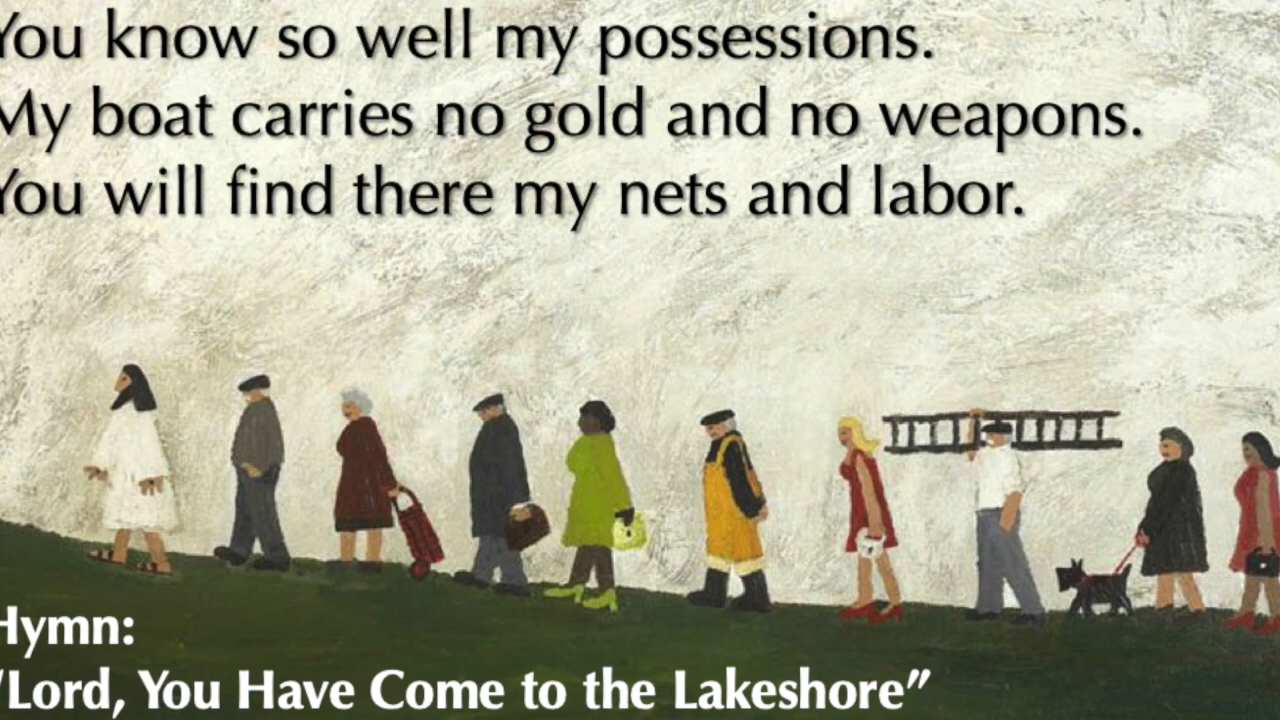 You know so well my possessions.
My boat carries no gold and no weapons.
You will find there my nets and labor.
Hymn:
"Lord, You Have Come to the Lakeshore”